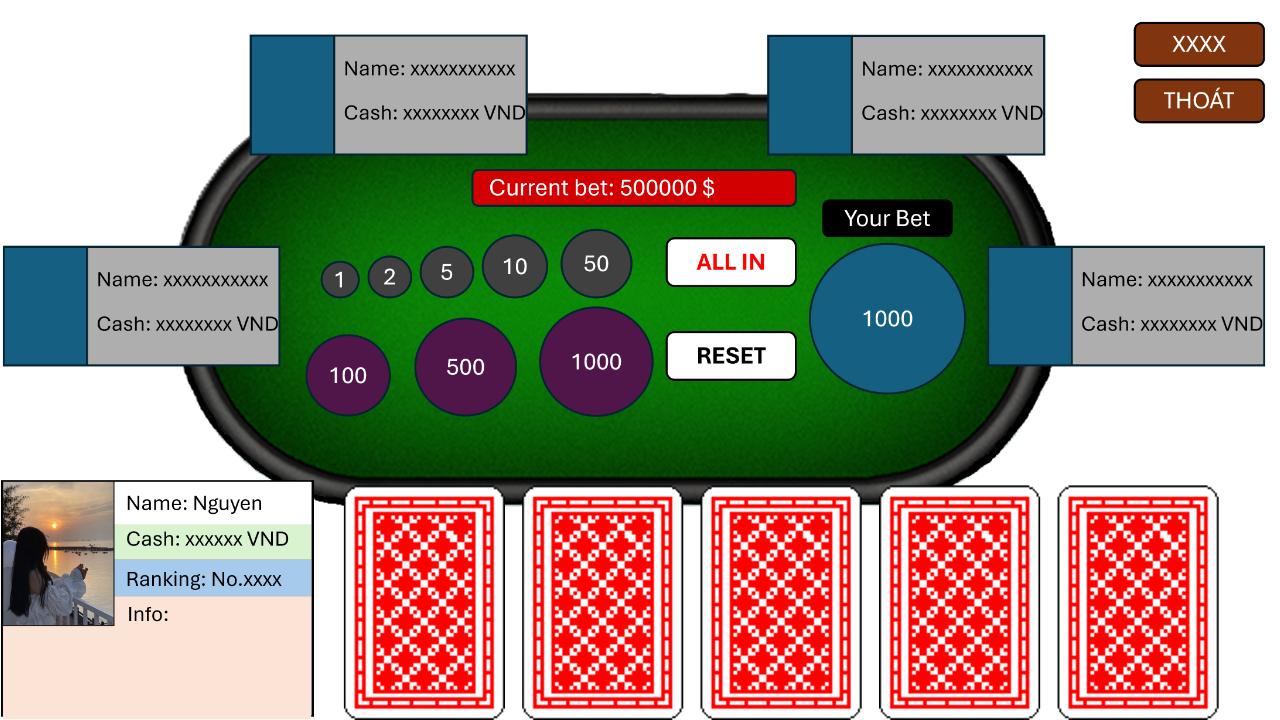 Name: xxxxxxxxxxx
Cash: xxxxxxxx VND
Name: xxxxxxxxxxx
Cash: xxxxxxxx VND
XXXX
THOÁT
Current bet: 500000 $
Your Bet
Name: xxxxxxxxxxx
Cash: xxxxxxxx VND
1
2
5
10
50
ALL IN
1000
Name: xxxxxxxxxxx
Cash: xxxxxxxx VND
100
500
1000
RESET
Name: Nguyen
Cash: xxxxxx VND
Ranking: No.xxxx
Info: